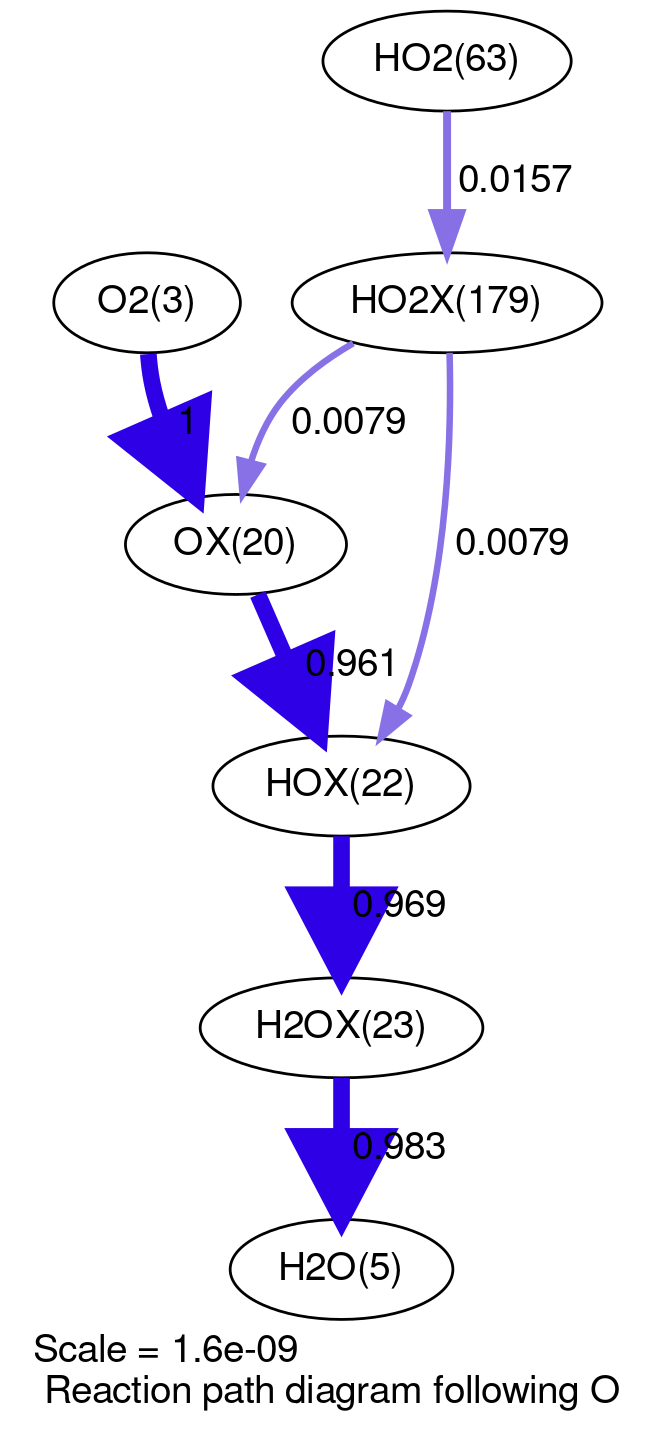 HO2(63)
0.0157
O2(3)
HO2X(179)
1
0.0079
OX(20)
0.0079
0.961
HOX(22)
0.969
H2OX(23)
0.983
H2O(5)
Scale = 1.6e-09
Reaction path diagram following O